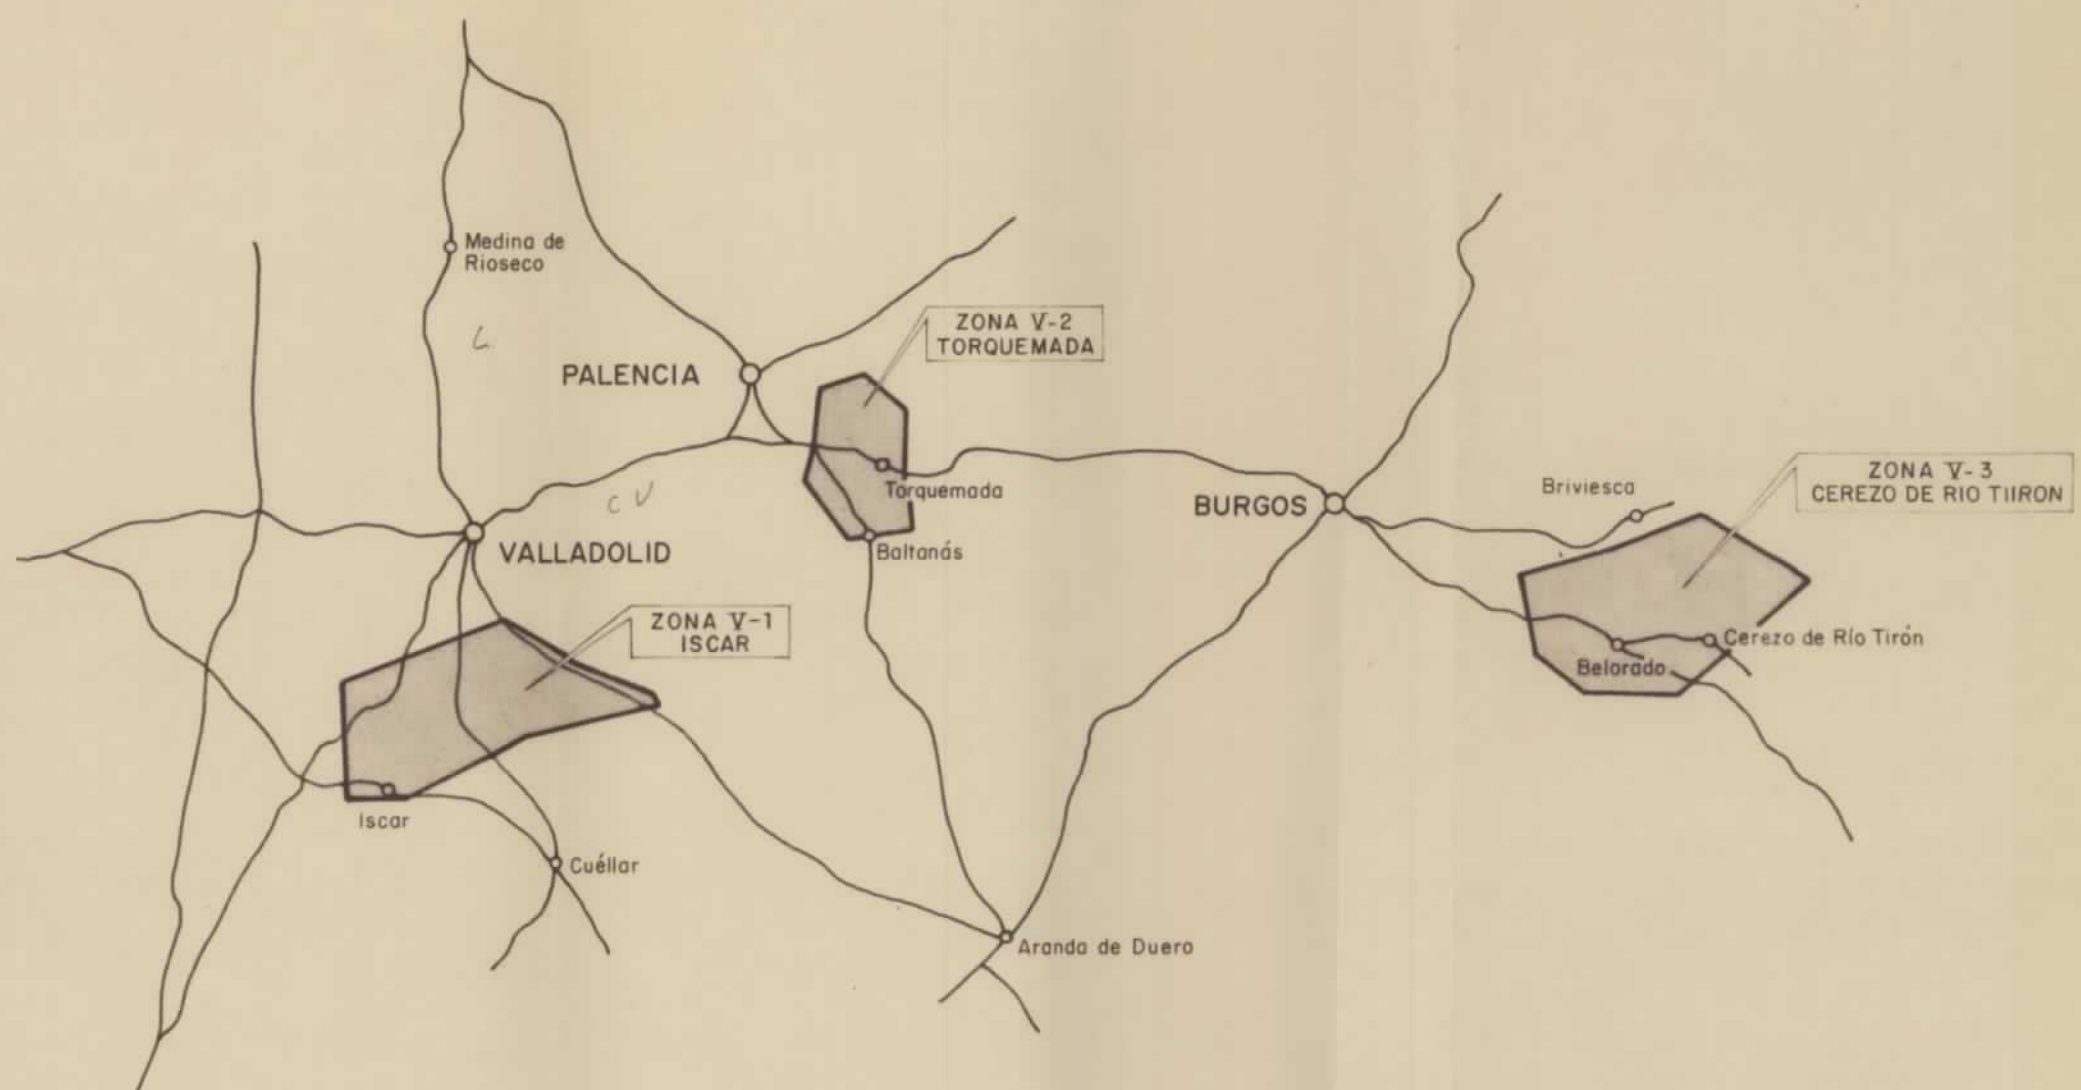 Medina de
Rioseco
L
ZONA V-2
TORQUEMADA
PALENCIA
ZONA V-3
CEREZO DE RIO TIIRON
Briviesca
Torquemada
BURGOS
C V
VALLADOLID
Baltanás
ZONA V-1
ISCAR
Cerezo de Río Tirón
Belorado
Iscar
Cuéllar
Aranda de Duero